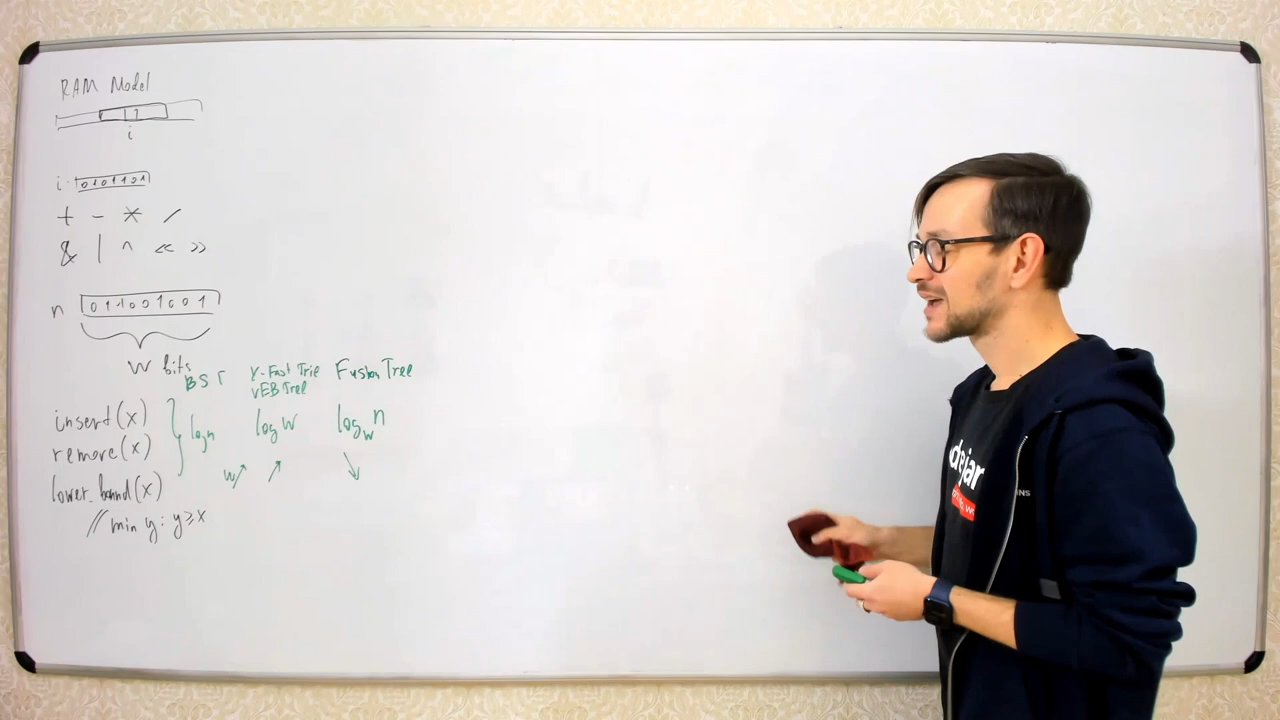 RAM Model
i
i 0101101
+ - * /
& | ^ << >>
n 011001001
w bits
BST X-Fast Trie Fusion Tree
vEB Tree
insert(x) log n log w log_w n
remove(x)
w↗ ↗ ↘
lower_bound(x)
// min y: y ≥ x